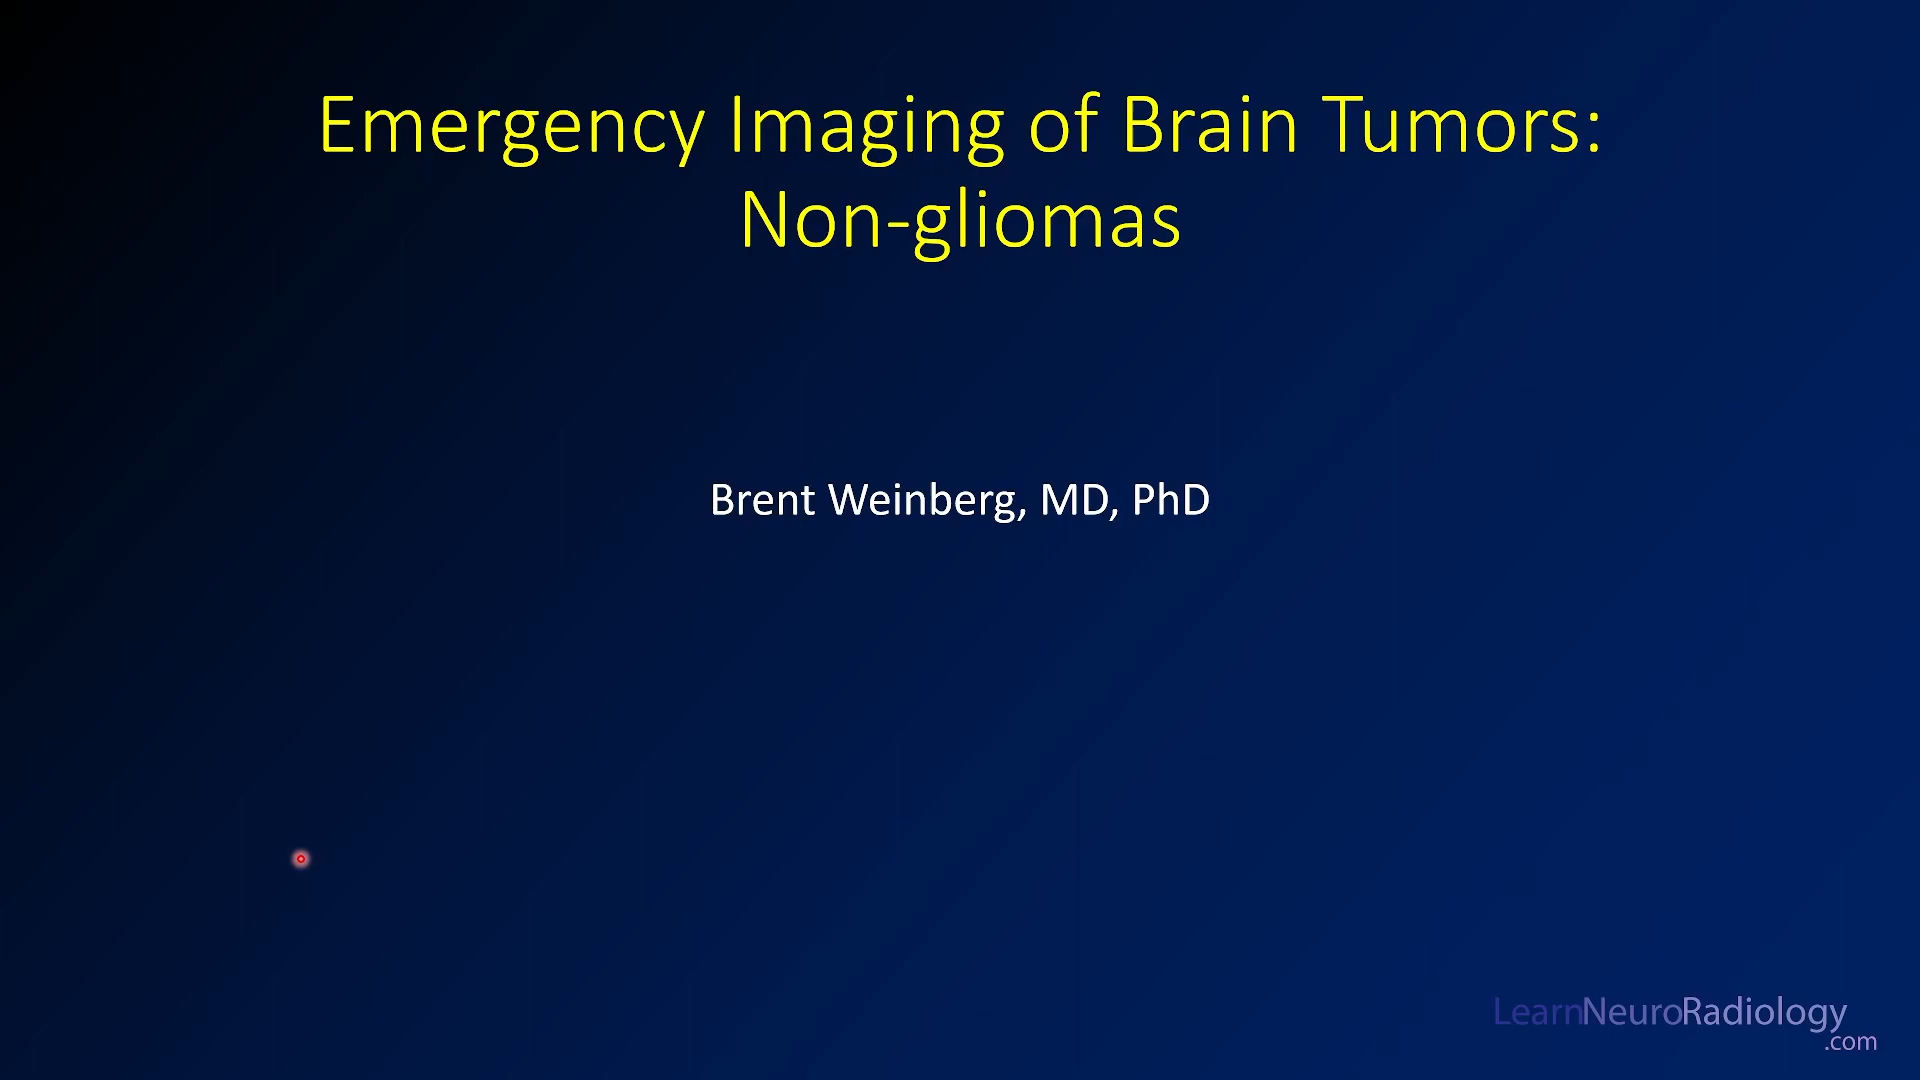 Emergency Imaging of Brain Tumors:
Non-gliomas
Brent Weinberg, MD, PhD
LearnNeuroRadiology
.com